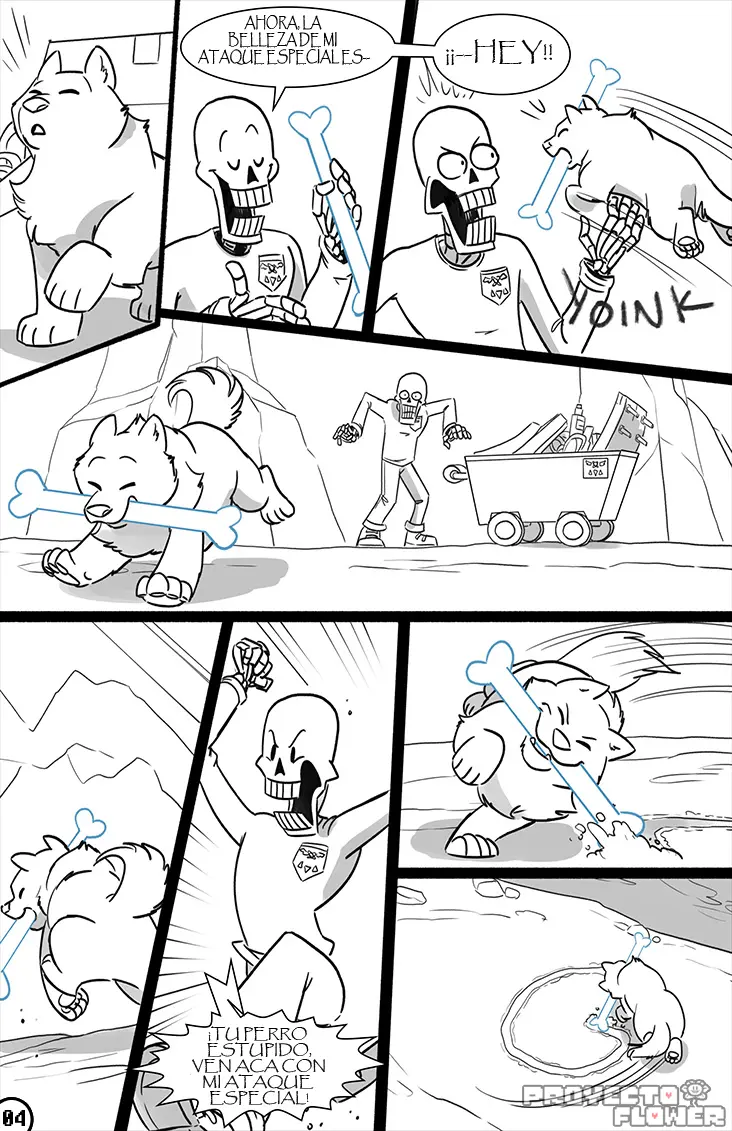 AHORA, LA
BELLEZA DE MI
ATAQUE ESPECIAL ES-
¡¡--HEY!!
YOINK
¡TU PERRO
ESTUPIDO,
VEN ACA CON
MI ATAQUE
ESPECIAL!
04
PROYECTO
FLOWER